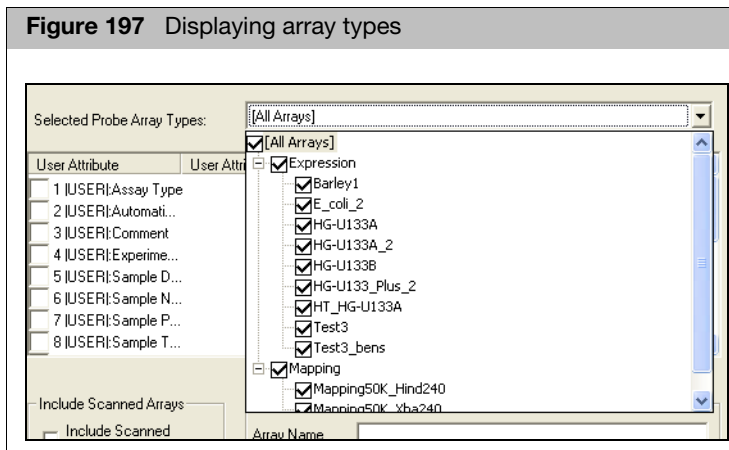 Figure 197 Displaying array types
Selected Probe Array Types:
[All Arrays]
[All Arrays]
Expression
Barley1
E_coli_2
HG-U133A
HG-U133A_2
HG-U133B
HG-U133_Plus_2
HT_HG-U133A
Test3
Test3_bens
Mapping
Mapping50K_Hind240
Mapping50K_Xba240
User Attribute User Attri
1 |USER|:Assay Type
2 |USER|:Automati...
3 |USER|:Comment
4 |USER|:Experime...
5 |USER|:Sample D...
6 |USER|:Sample N...
7 |USER|:Sample P...
8 |USER|:Sample T...
Include Scanned Arrays
Include Scanned
Array Name